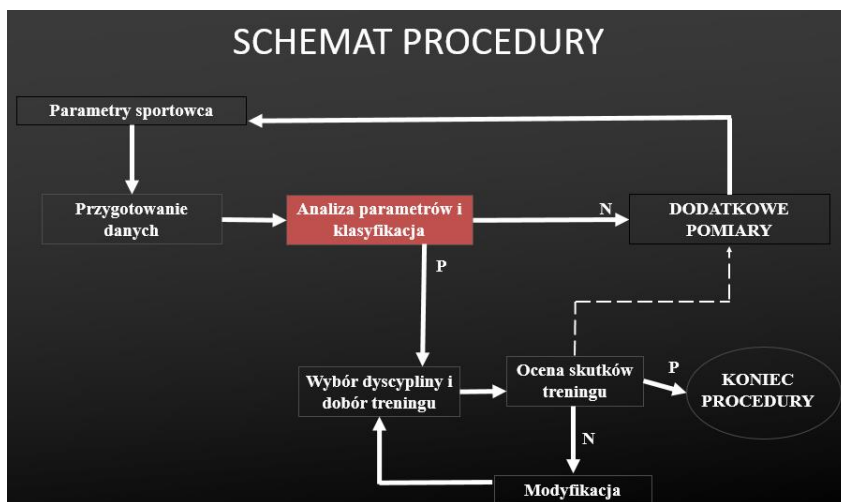 SCHEMAT PROCEDURY
Parametry sportowca
Przygotowanie
danych
Analiza parametrów i
klasyfikacja
N
DODATKOWE
POMIARY
P
Wybór dyscypliny i
dobór treningu
Ocena skutków
treningu
P
KONIEC
PROCEDURY
N
Modyfikacja